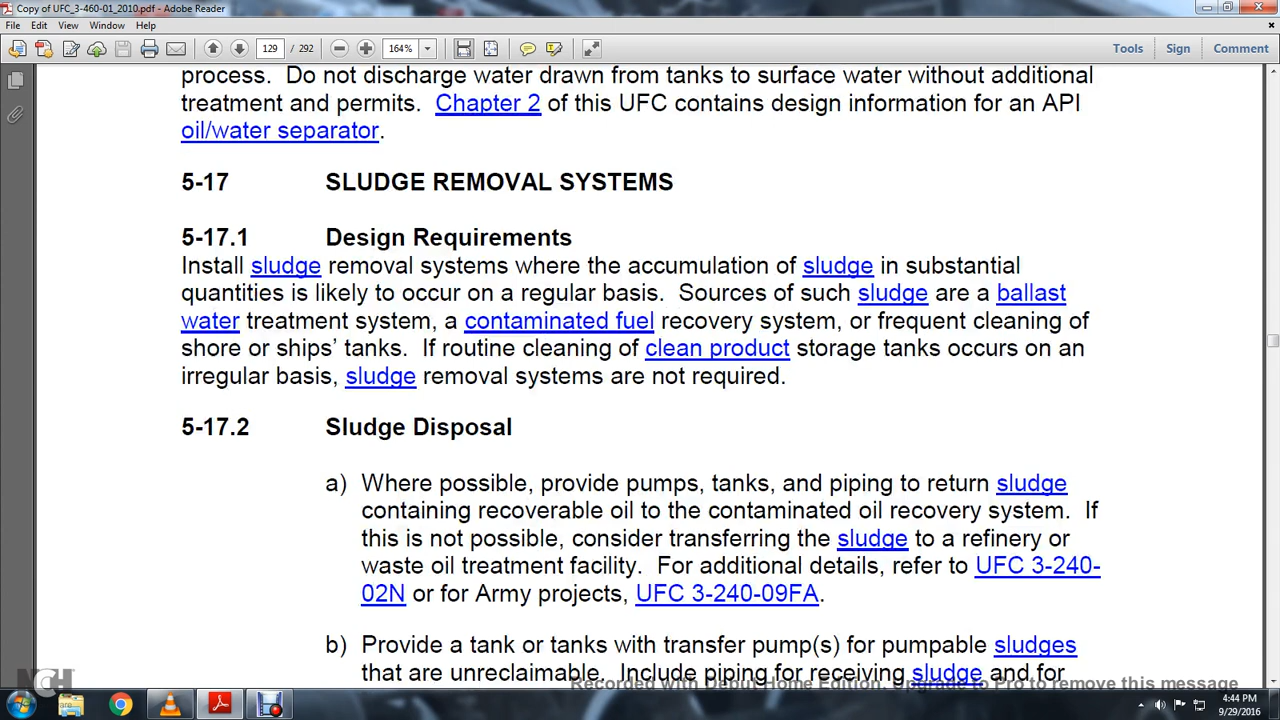 Copy of UFC_3-460-01_2010.pdf - Adobe Reader
File Edit View Window Help
129 / 292 164% Tools Sign Comment
process. Do not discharge water drawn from tanks to surface water without additional
treatment and permits. Chapter 2 of this UFC contains design information for an API
oil/water separator.
5-17 SLUDGE REMOVAL SYSTEMS
5-17.1 Design Requirements
Install sludge removal systems where the accumulation of sludge in substantial
quantities is likely to occur on a regular basis. Sources of such sludge are a ballast
water treatment system, a contaminated fuel recovery system, or frequent cleaning of
shore or ships' tanks. If routine cleaning of clean product storage tanks occurs on an
irregular basis, sludge removal systems are not required.
5-17.2 Sludge Disposal
a) Where possible, provide pumps, tanks, and piping to return sludge
containing recoverable oil to the contaminated oil recovery system. If
this is not possible, consider transferring the sludge to a refinery or
waste oil treatment facility. For additional details, refer to UFC 3-240-
02N or for Army projects, UFC 3-240-09FA.
b) Provide a tank or tanks with transfer pump(s) for pumpable sludges
that are unreclaimable. Include piping for receiving sludge and for
NCH
Recorded with Debut Home Edition. Upgrade to Pro to remove this message
4:44 PM
9/29/2016